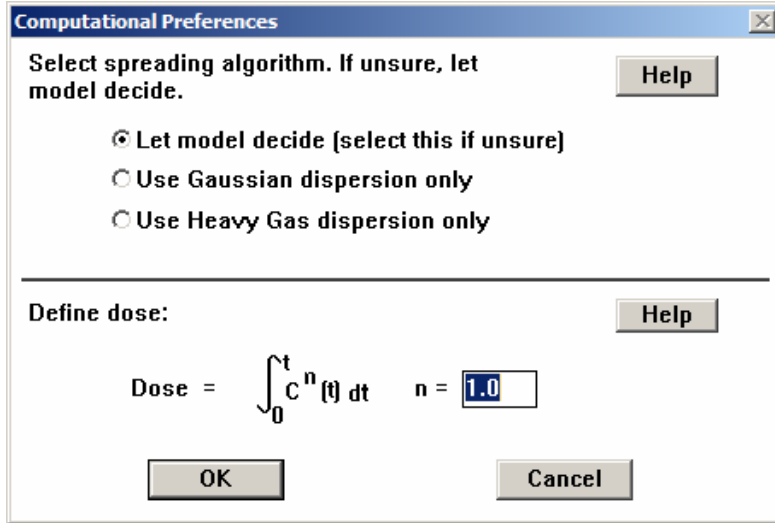 Computational Preferences
Select spreading algorithm. If unsure, let
model decide.
Help
Let model decide (select this if unsure)
Use Gaussian dispersion only
Use Heavy Gas dispersion only
Define dose:
Help
Dose = ∫₀ᵗ Cⁿ (t) dt n = 1.0
OK Cancel